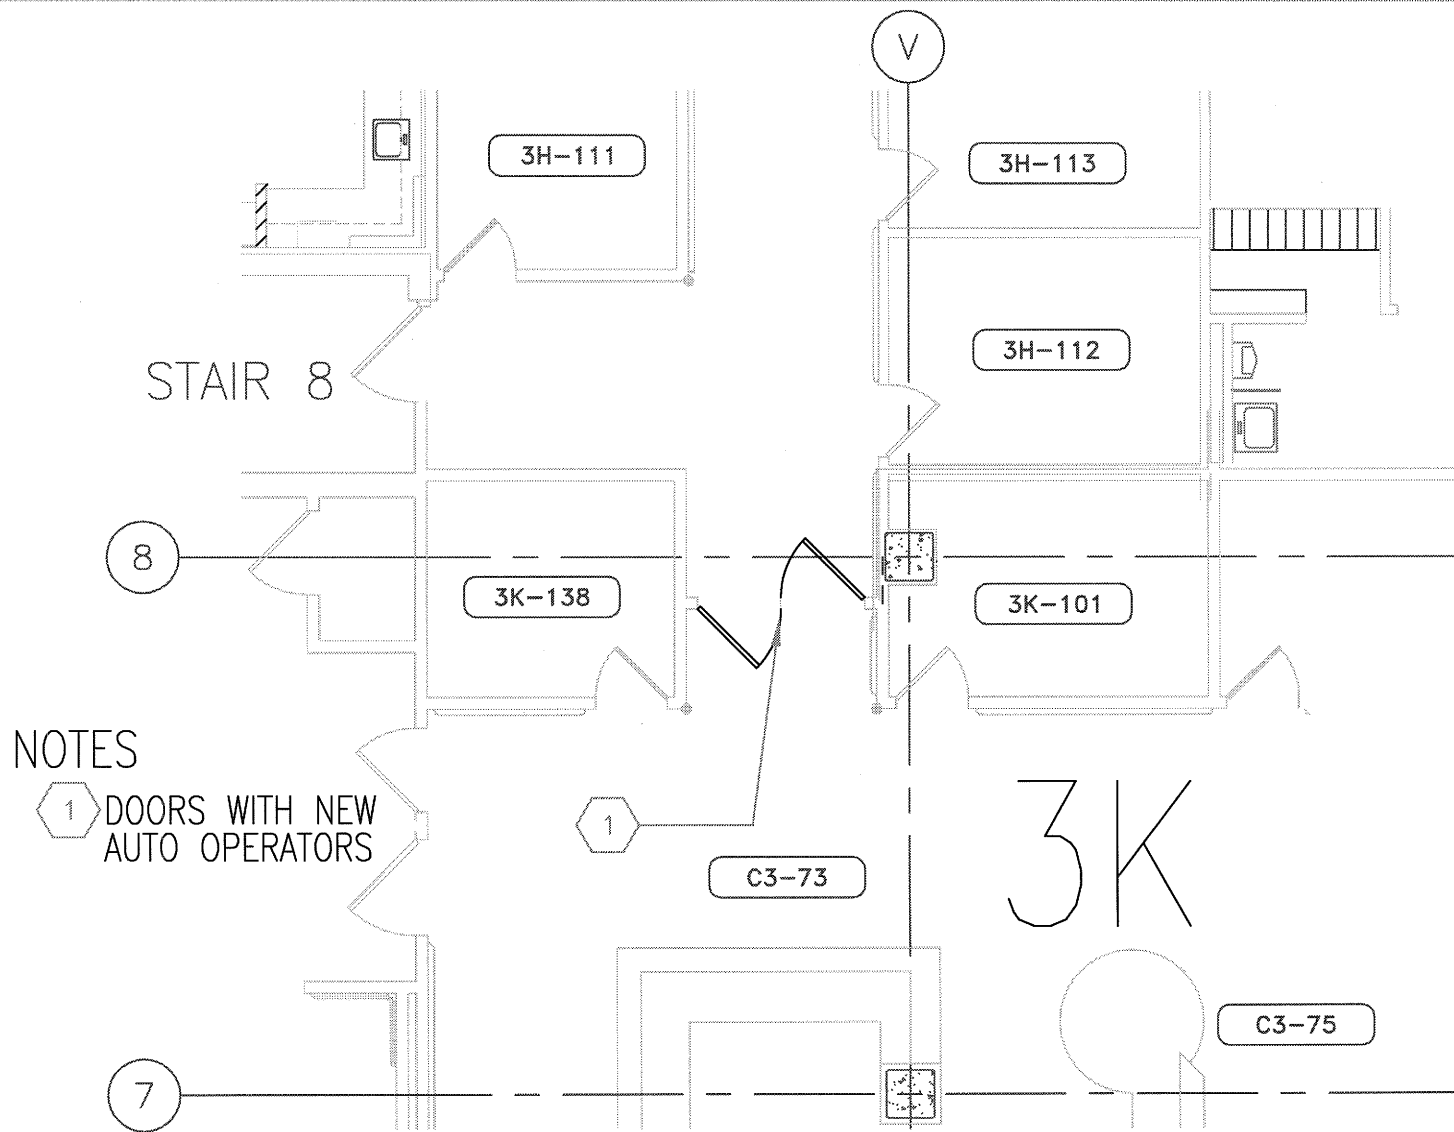 V
3H-111
3H-113
3H-112
STAIR 8
8
3K-138
3K-101
NOTES
1 DOORS WITH NEW
AUTO OPERATORS
1
C3-73
3K
C3-75
7